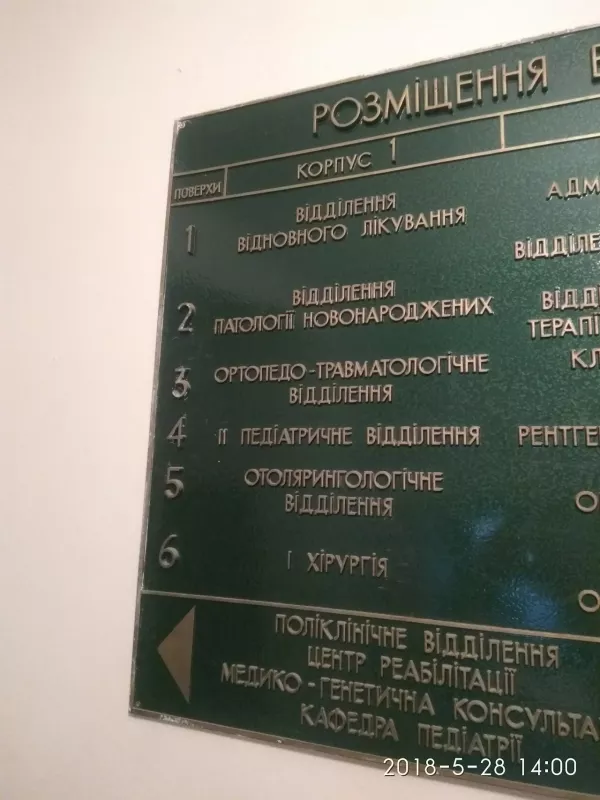 РОЗМІЩЕННЯ
КОРПУС 1
ПОВЕРХИ
1 ВІДДІЛЕННЯ
ВІДНОВНОГО ЛІКУВАННЯ
2 ВІДДІЛЕННЯ
ПАТОЛОГІЇ НОВОНАРОДЖЕНИХ
3 ОРТОПЕДО-ТРАВМАТОЛОГІЧНЕ
ВІДДІЛЕННЯ
4 ІІ ПЕДІАТРИЧНЕ ВІДДІЛЕННЯ
5 ОТОЛЯРИНГОЛОГІЧНЕ
ВІДДІЛЕННЯ
6 І ХІРУРГІЯ
ПОЛІКЛІНІЧНЕ ВІДДІЛЕННЯ
ЦЕНТР РЕАБІЛІТАЦІЇ
МЕДИКО-ГЕНЕТИЧНА КОНСУЛЬТА
КАФЕДРА ПЕДІАТРІЇ
2018-5-28 14:00